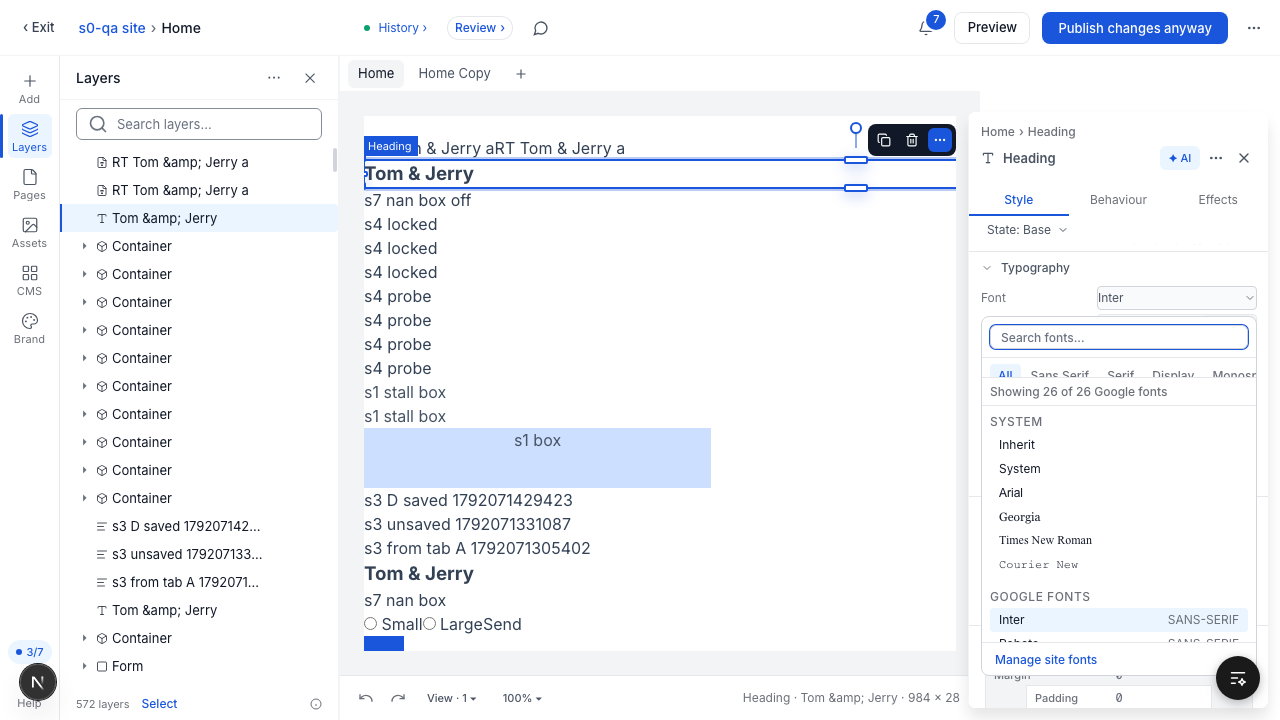 ‹ Exit
s0-qa site › Home
History ›
Review ›
7
Preview
Publish changes anyway
Add
Layers
Pages
Assets
CMS
Brand
3/7
N
Help
Layers
Search layers...
RT Tom &amp; Jerry a
RT Tom &amp; Jerry a
Tom &amp; Jerry
Container
Container
Container
Container
Container
Container
Container
Container
Container
Container
s3 D saved 179207142...
s3 unsaved 179207133...
s3 from tab A 1792071...
Tom &amp; Jerry
Container
Form
572 layers
Select
Home
Home Copy
Heading
& Jerry aRT Tom & Jerry a
Tom & Jerry
s7 nan box off
s4 locked
s4 locked
s4 locked
s4 probe
s4 probe
s4 probe
s4 probe
s1 stall box
s1 stall box
s1 box
s3 D saved 1792071429423
s3 unsaved 1792071331087
s3 from tab A 1792071305402
Tom & Jerry
s7 nan box
Small LargeSend
View · 1
100%
Heading · Tom &amp; Jerry · 984 × 28
Home › Heading
Heading
AI
Style
Behaviour
Effects
State: Base
Typography
Font
Inter
Search fonts...
All
Sans Serif
Serif
Display
Showing 26 of 26 Google fonts
SYSTEM
Inherit
System
Arial
Georgia
Times New Roman
Courier New
GOOGLE FONTS
Inter
SANS-SERIF
Roboto
SANS-SERIF
Manage site fonts
Margin
0
Padding
0